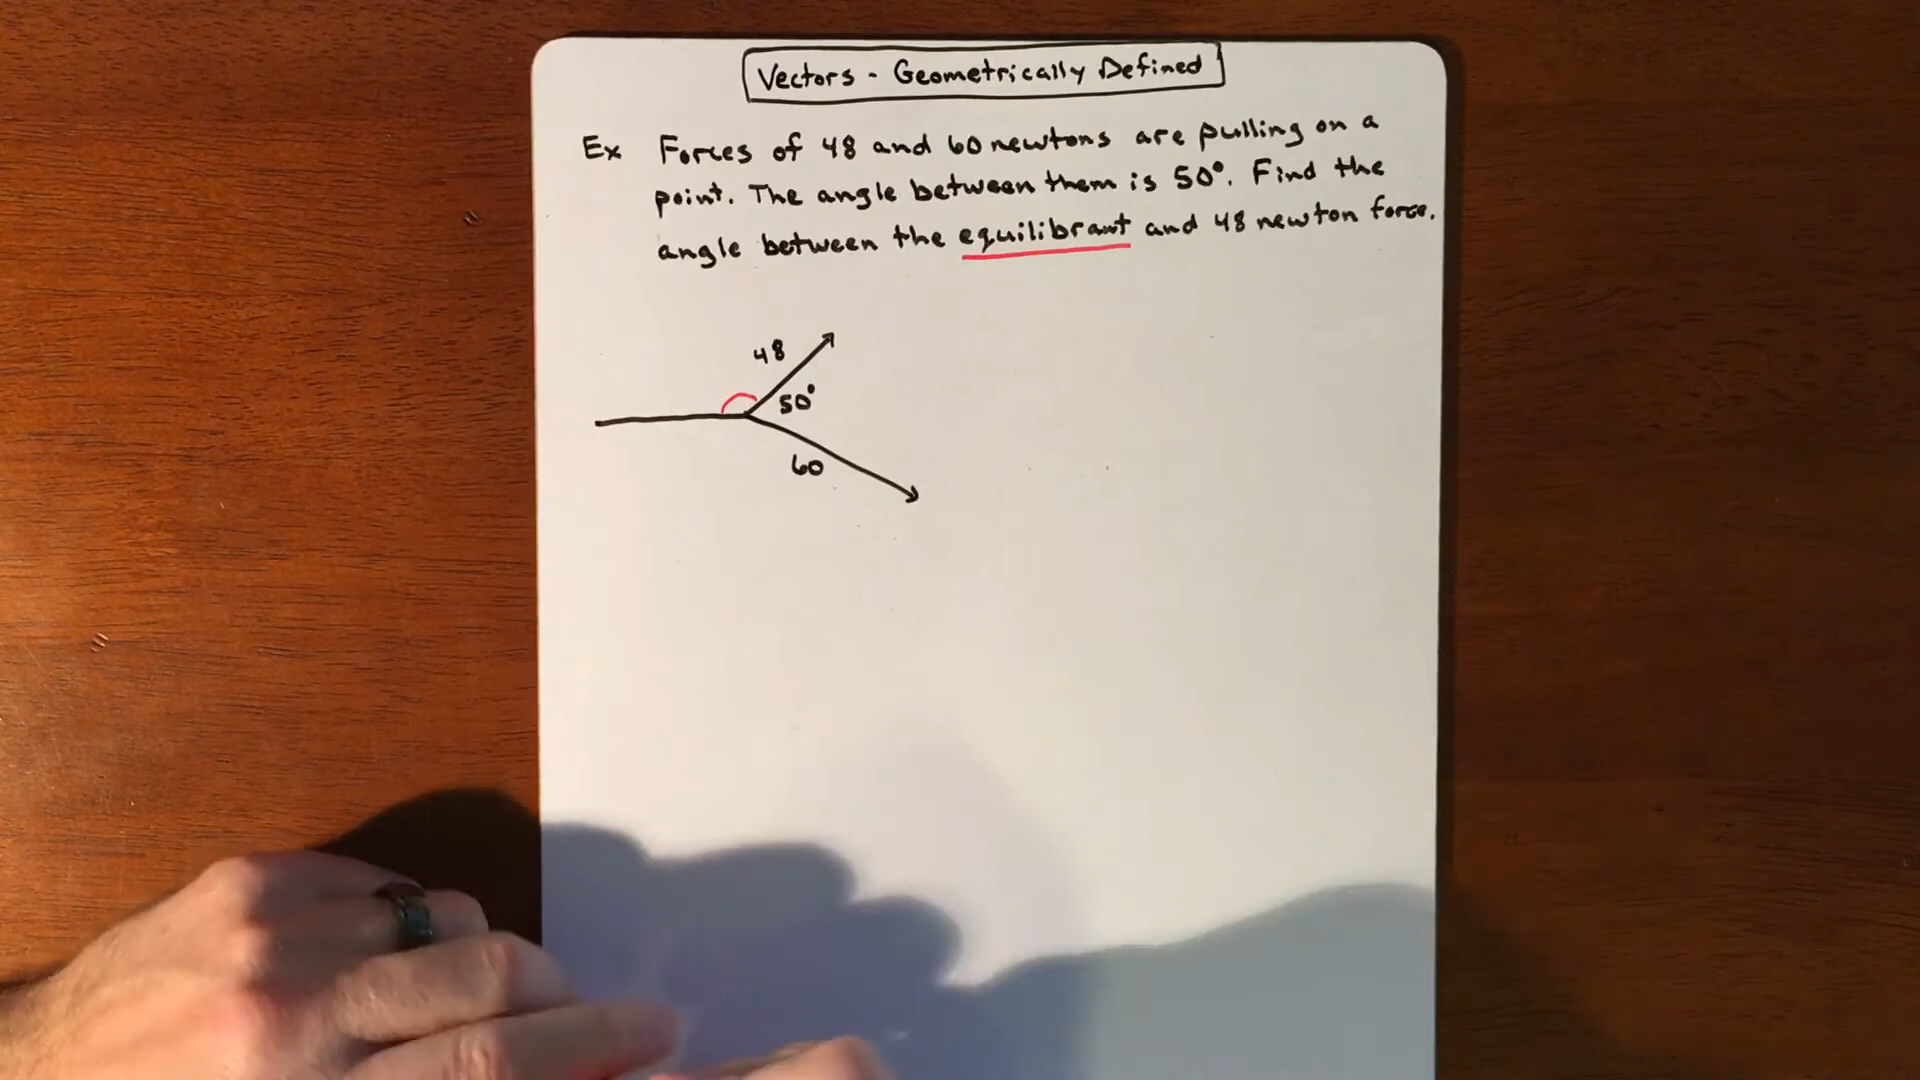 Vectors - Geometrically Defined
Ex Forces of 48 and 60 newtons are pulling on a
point. The angle between them is 50°. Find the
angle between the equilibrant and 48 newton force.
48
50°
60